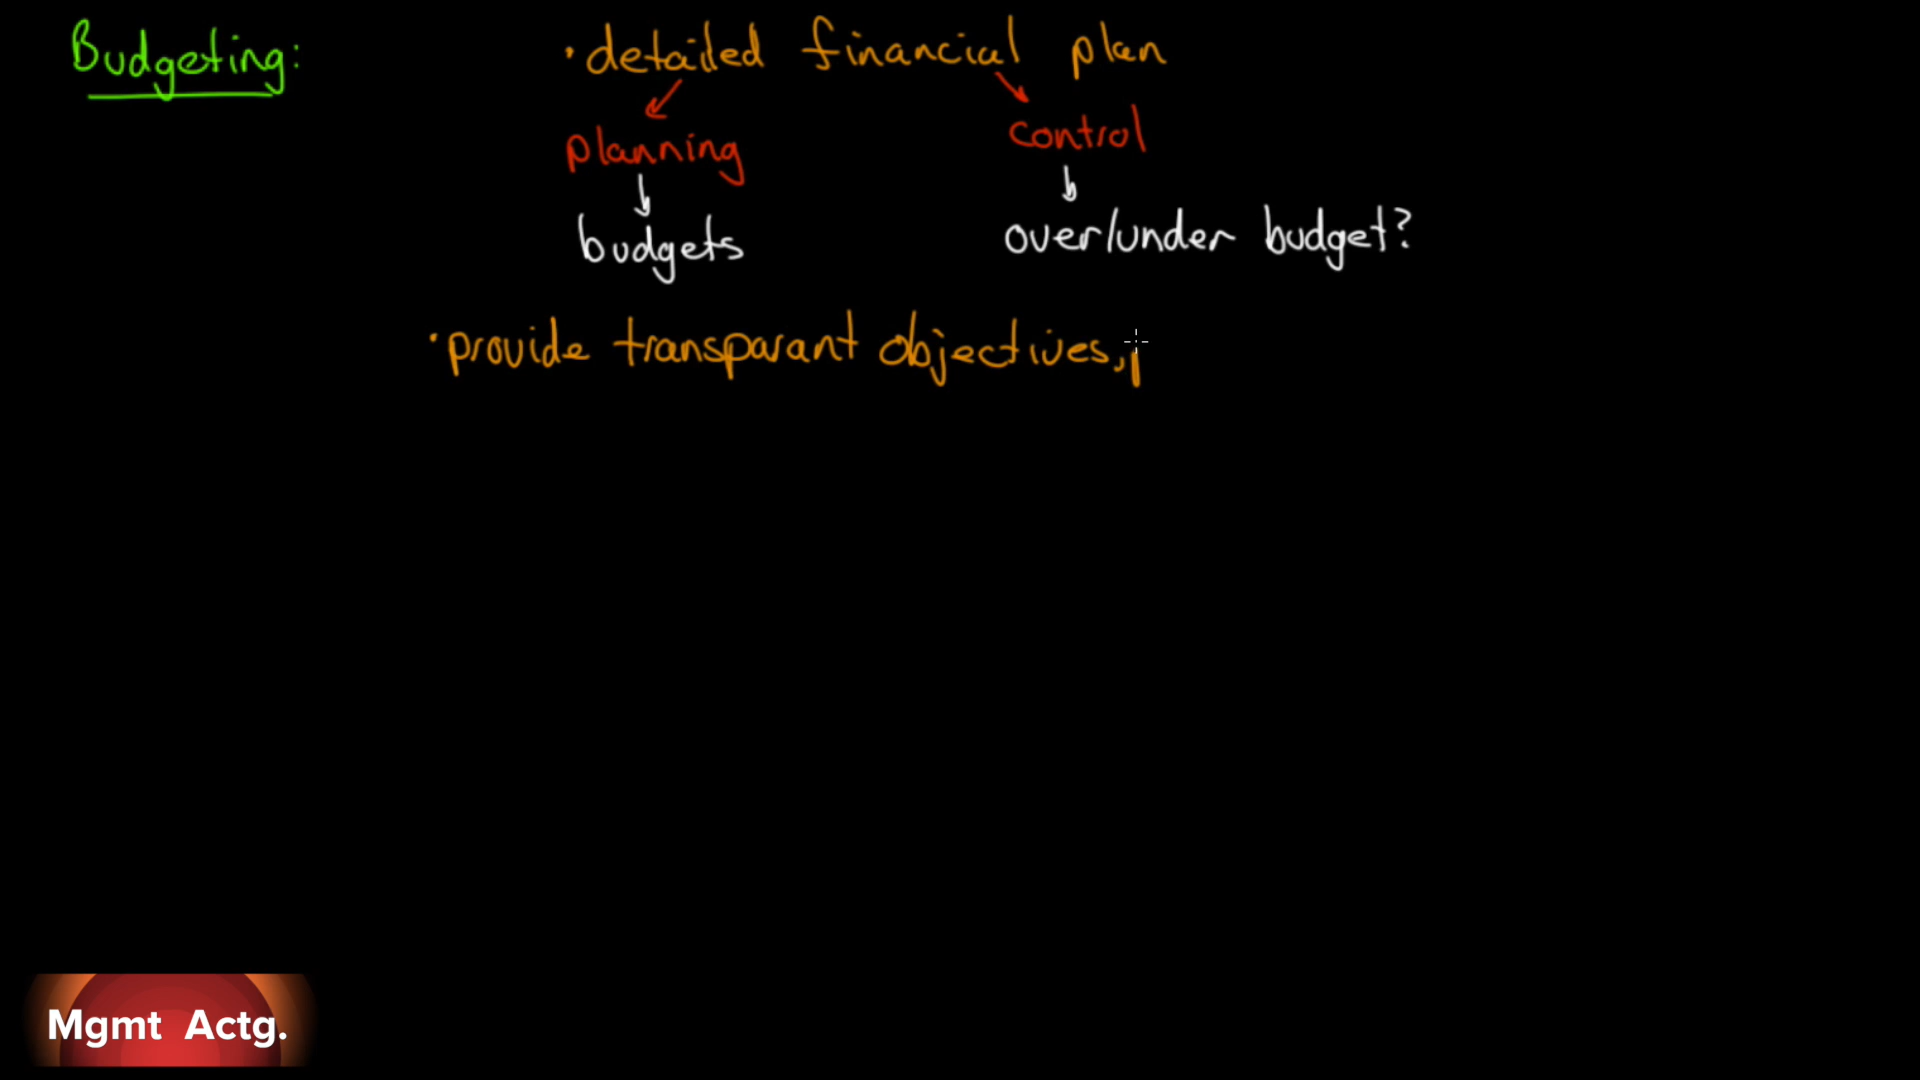 Budgeting:
· detailed financial plan
planning
control
budgets
over/under budget?
· provide transparant objectives,
Mgmt Actg.